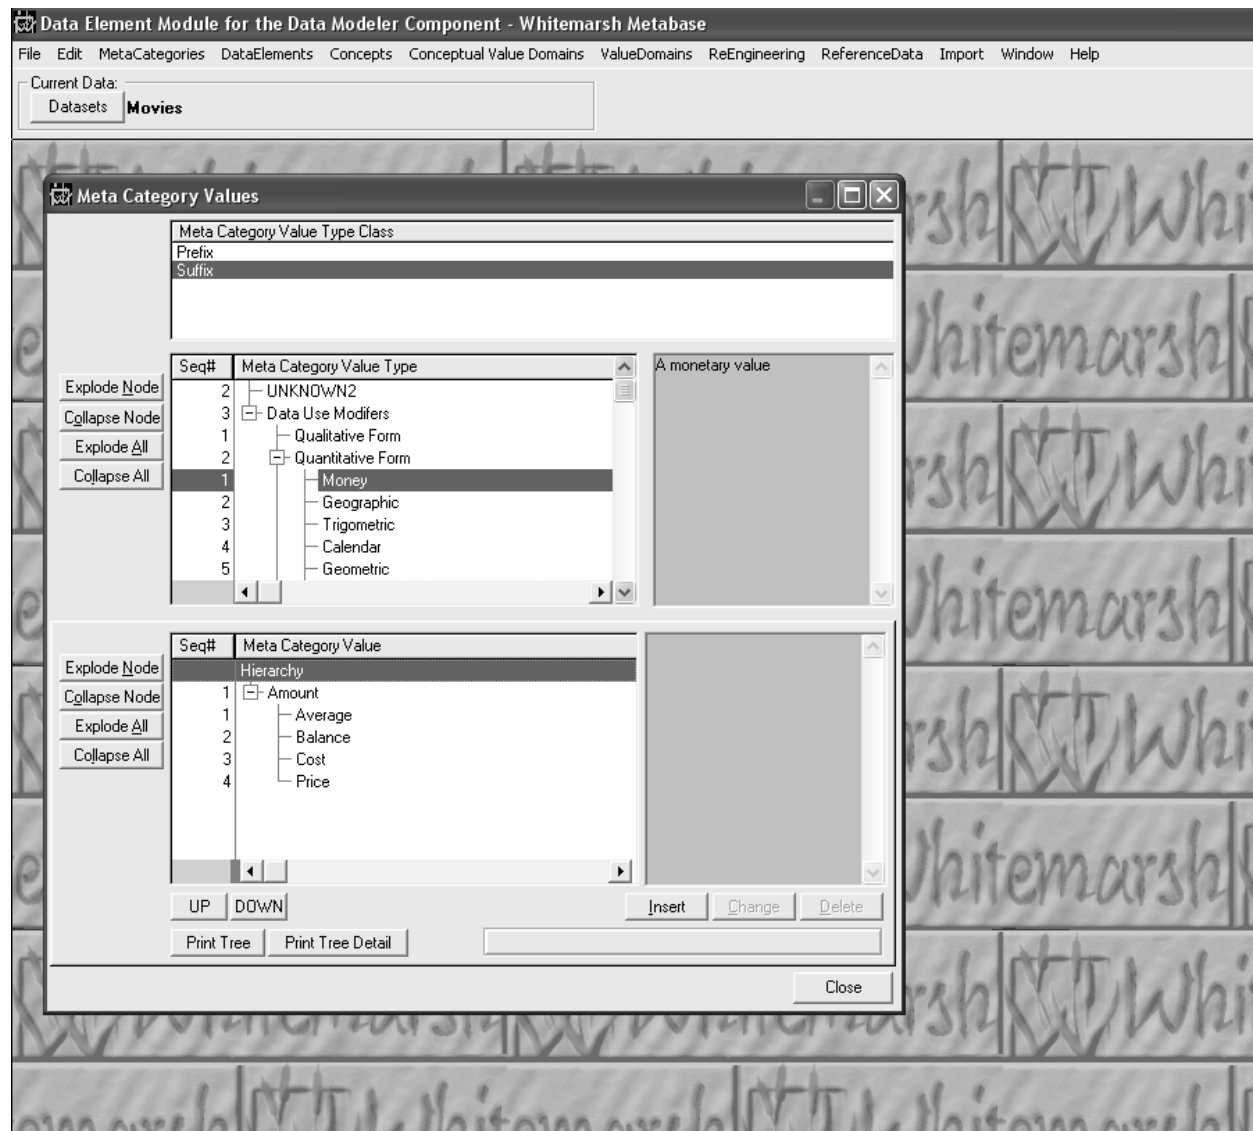 Data Element Module for the Data Modeler Component - Whitemarsh Metabase
File Edit MetaCategories DataElements Concepts Conceptual Value Domains ValueDomains ReEngineering ReferenceData Import Window Help
Current Data:
Datasets Movies
Meta Category Values
Meta Category Value Type Class
Prefix
Suffix
Seq# Meta Category Value Type
A monetary value
Explode Node
Collapse Node
Explode All
Collapse All
2 UNKNOWN2
3 Data Use Modifers
1 Qualitative Form
2 Quantitative Form
1 Money
2 Geographic
3 Trigometric
4 Calendar
5 Geometric
Seq# Meta Category Value
Explode Node
Collapse Node
Explode All
Collapse All
Hierarchy
1 Amount
1 Average
2 Balance
3 Cost
4 Price
UP DOWN Insert Change Delete
Print Tree Print Tree Detail
Close
Whitemarsh
Whitemarsh
Whitemarsh
Whitemarsh